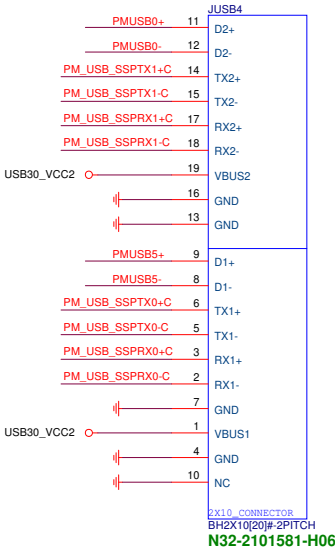 JUSB4
PMUSB0+ 11 D2+
PMUSB0- 12 D2-
PM_USB_SSPTX1+C 14 TX2+
PM_USB_SSPTX1-C 15 TX2-
PM_USB_SSPRX1+C 17 RX2+
PM_USB_SSPRX1-C 18 RX2-
USB30_VCC2 19 VBUS2
16 GND
13 GND
PMUSB5+ 9 D1+
PMUSB5- 8 D1-
PM_USB_SSPTX0+C 6 TX1+
PM_USB_SSPTX0-C 5 TX1-
PM_USB_SSPRX0+C 3 RX1+
PM_USB_SSPRX0-C 2 RX1-
7 GND
USB30_VCC2 1 VBUS1
4 GND
10 NC
2X10_CONNECTOR
BH2X10[20]#-2PITCH
N32-2101581-H06